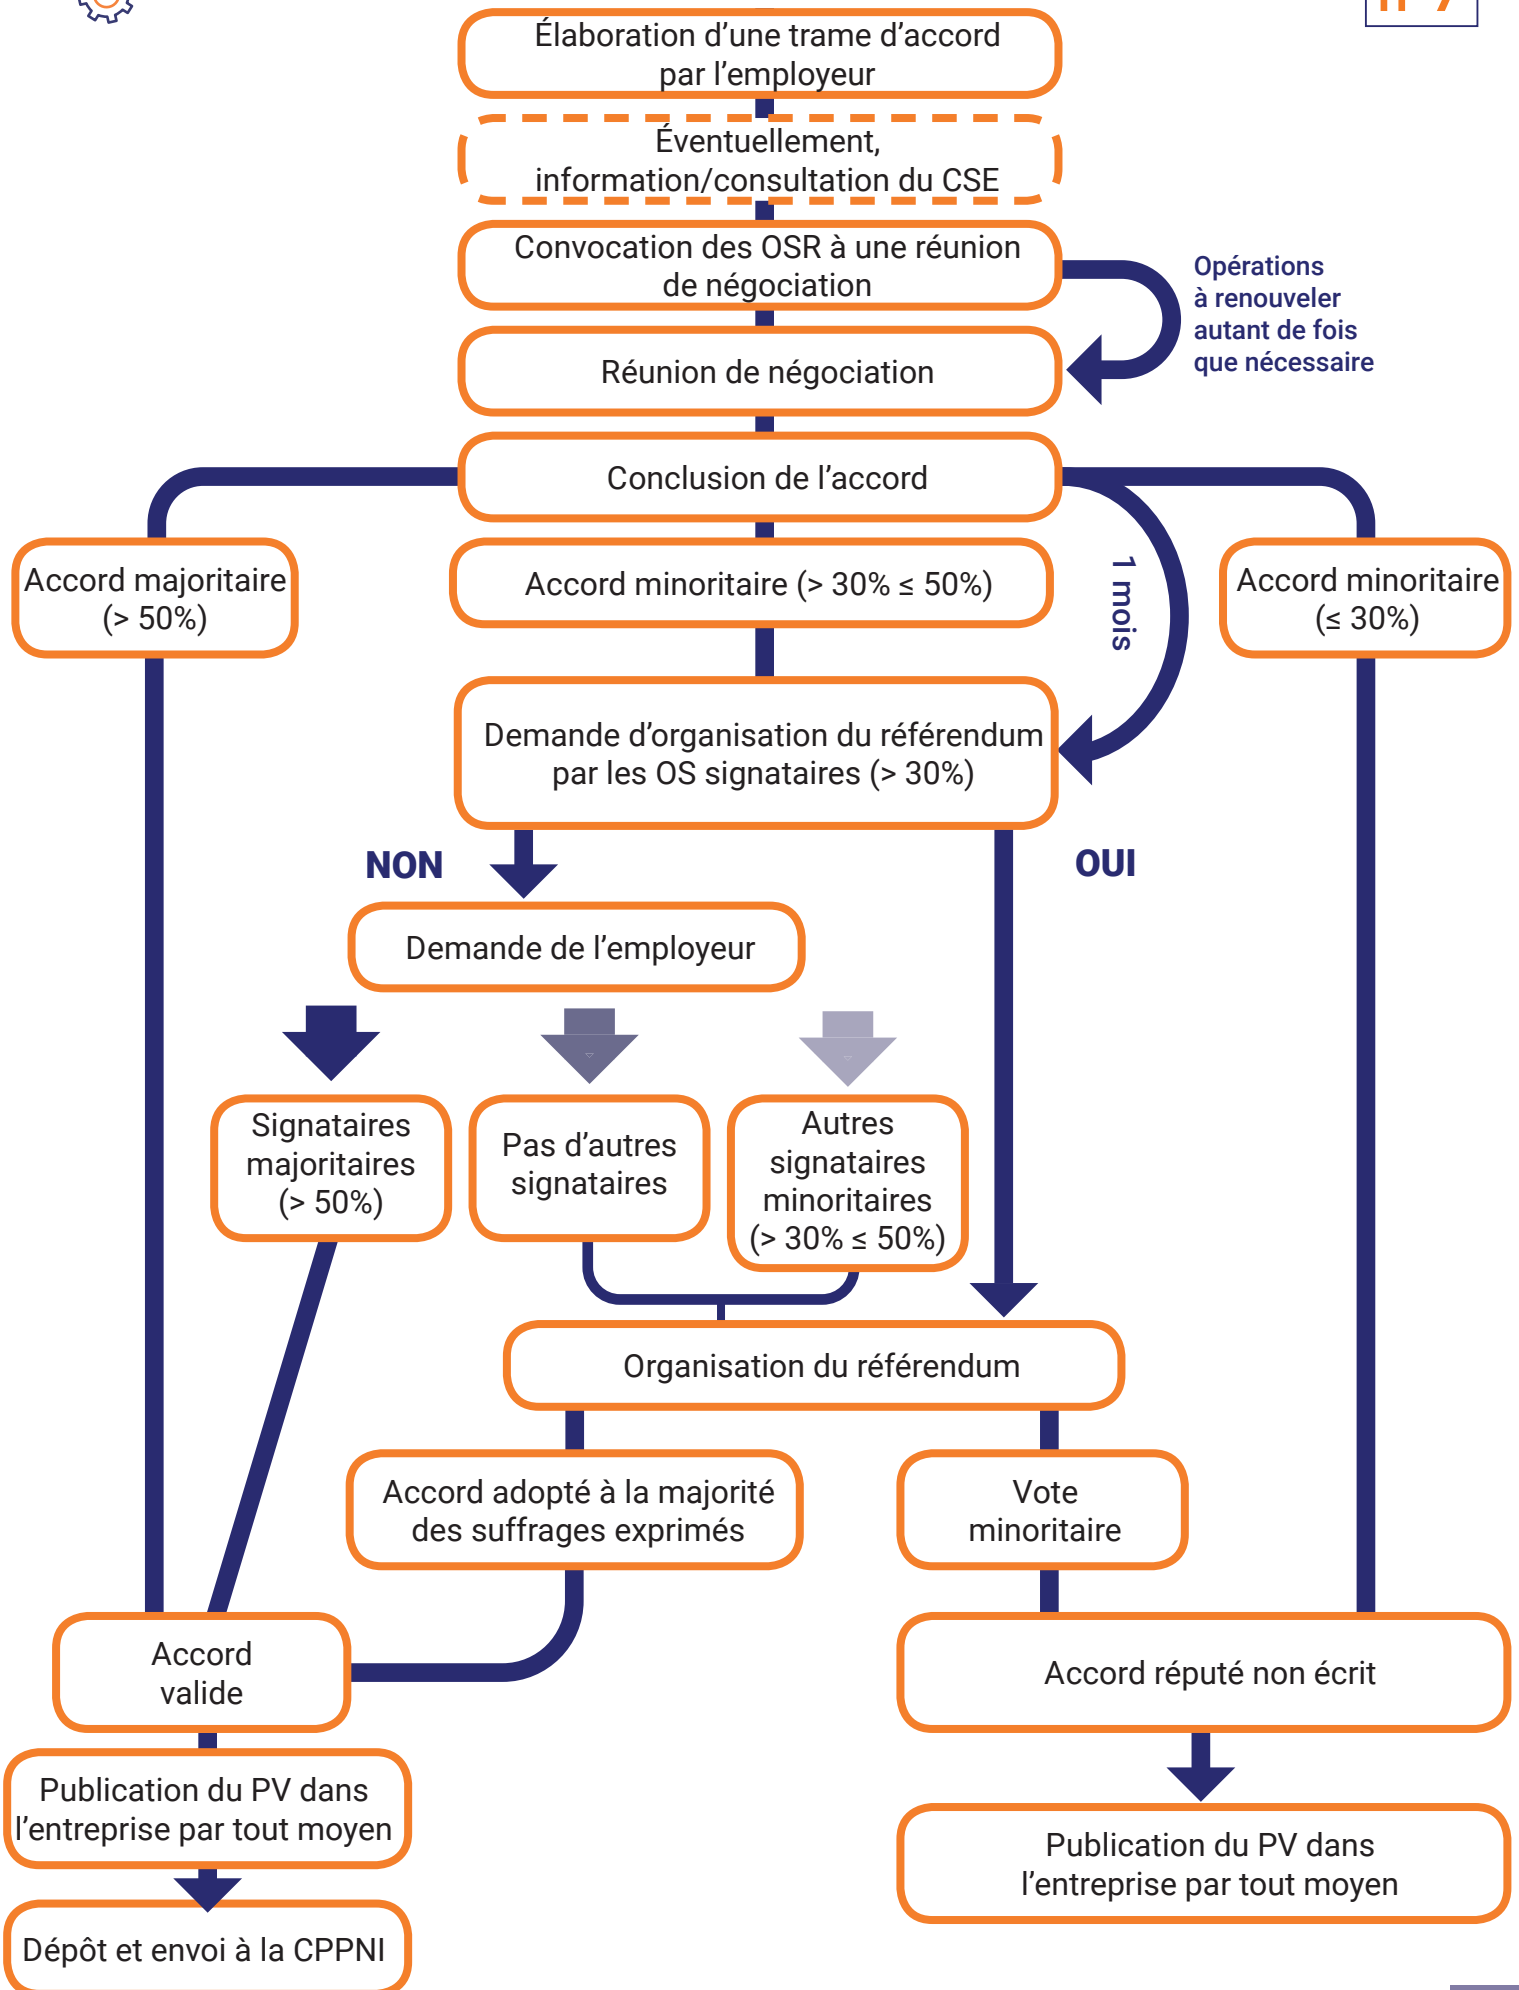 Élaboration d’une trame d’accord
par l’employeur
Éventuellement,
information/consultation du CSE
Convocation des OSR à une réunion
de négociation
Opérations
à renouveler
autant de fois
que nécessaire
Réunion de négociation
Conclusion de l’accord
Accord majoritaire
(> 50%)
Accord minoritaire (> 30% ≤ 50%)
1 mois
Accord minoritaire
(≤ 30%)
Demande d’organisation du référendum
par les OS signataires (> 30%)
NON
OUI
Demande de l’employeur
Signataires
majoritaires
(> 50%)
Pas d’autres
signataires
Autres
signataires
minoritaires
(> 30% ≤ 50%)
Organisation du référendum
Accord adopté à la majorité
des suffrages exprimés
Vote
minoritaire
Accord
valide
Accord réputé non écrit
Publication du PV dans
l’entreprise par tout moyen
Publication du PV dans
l’entreprise par tout moyen
Dépôt et envoi à la CPPNI